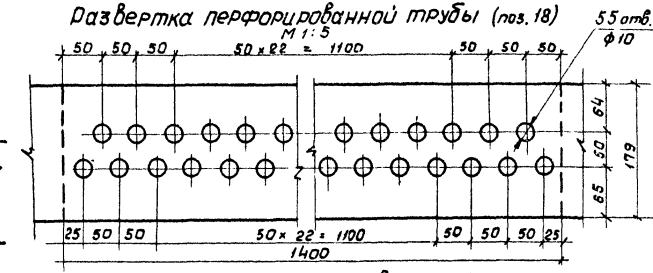 Развертка перфорированной трубы (поз. 18)
М 1:5
55 отв.
ф10
50 50 50 50 x 22 = 1100 50 50 50
64
50
65
179
25 50 50 50 x 22 = 1100 50 50 50 25
1400